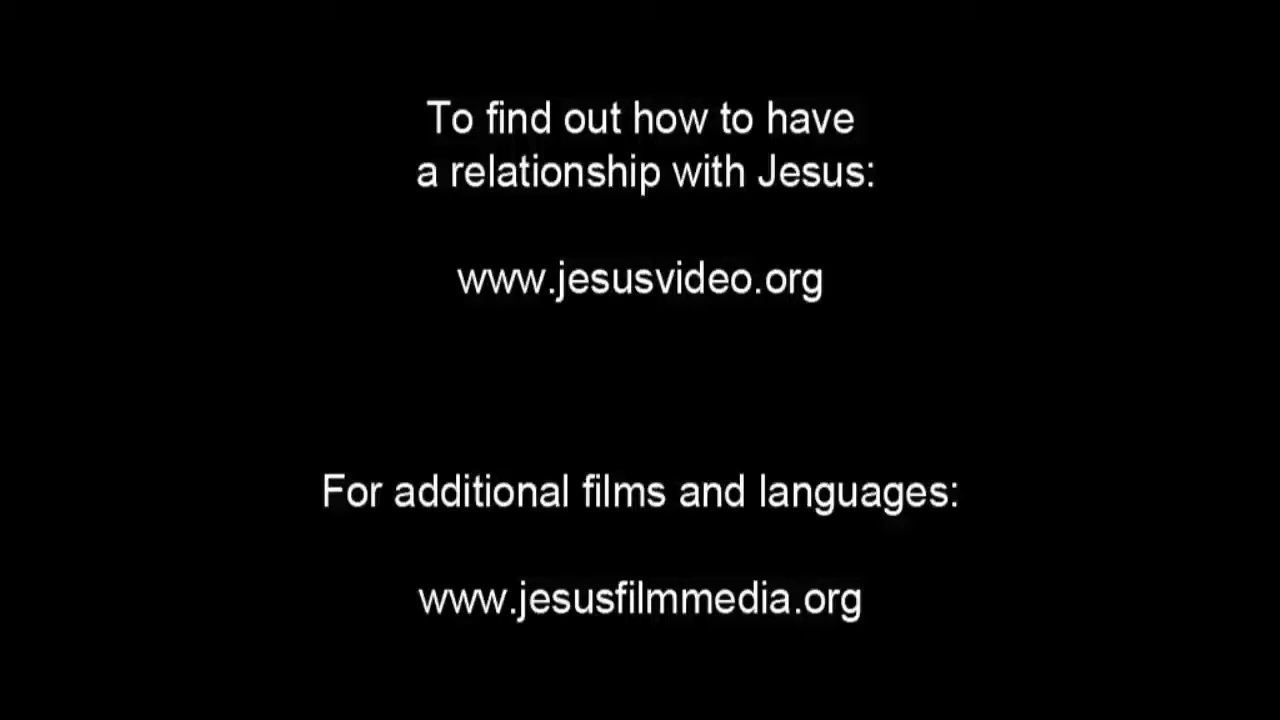 To find out how to have
a relationship with Jesus:
www.jesusvideo.org
For additional films and languages:
www.jesusfilmmedia.org